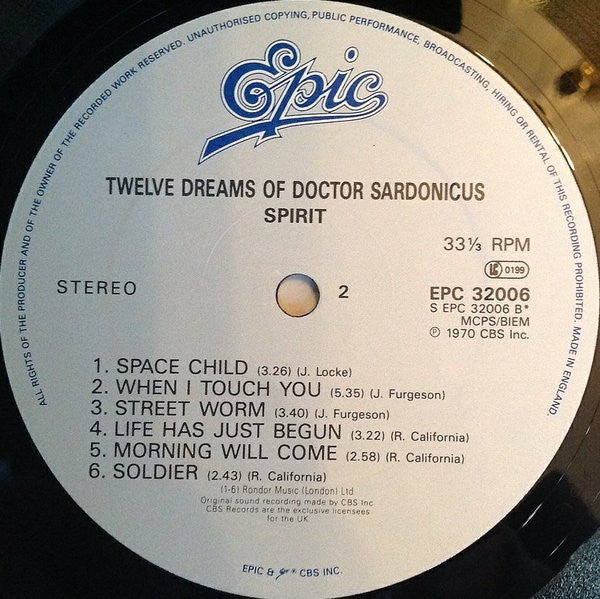 ALL RIGHTS OF THE PRODUCER AND OF THE OWNER OF THE RECORDED WORK RESERVED. UNAUTHORISED COPYING, PUBLIC PERFORMANCE, BROADCASTING, HIRING OR RENTAL OF THIS RECORDING PROHIBITED. MADE IN ENGLAND.
Epic
TWELVE DREAMS OF DOCTOR SARDONICUS
SPIRIT
33⅓ RPM
LC 0199
STEREO
2
EPC 32006
S EPC 32006 B*
MCPS/BIEM
℗ 1970 CBS Inc.
1. SPACE CHILD (3.26) (J. Locke)
2. WHEN I TOUCH YOU (5.35) (J. Furgeson)
3. STREET WORM (3.40) (J. Furgeson)
4. LIFE HAS JUST BEGUN (3.22) (R. California)
5. MORNING WILL COME (2.58) (R. California)
6. SOLDIER (2.43) (R. California)
(1-6) Rondor Music (London) Ltd
Original sound recording made by CBS Inc
CBS Records are the exclusive licensees
for the UK
EPIC & Epic ® CBS INC.